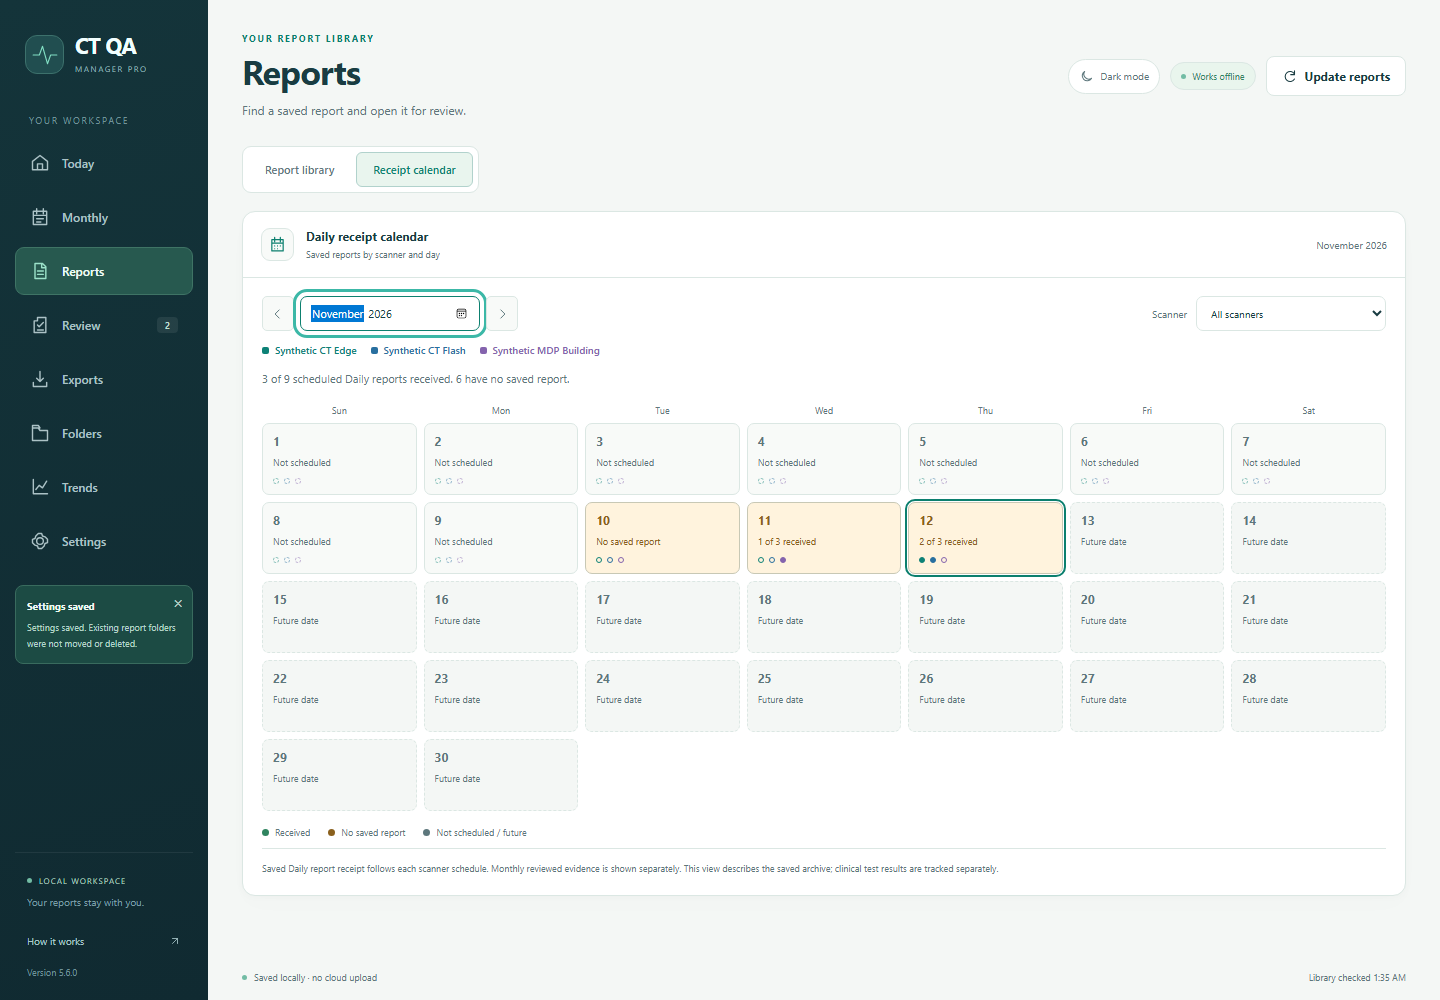 CT QA
MANAGER PRO
YOUR WORKSPACE
Today
Monthly
Reports
Review 2
Exports
Folders
Trends
Settings
Settings saved
Settings saved. Existing report folders
were not moved or deleted.
LOCAL WORKSPACE
Your reports stay with you.
How it works
Version 5.6.0
YOUR REPORT LIBRARY
Reports
Find a saved report and open it for review.
Dark mode
Works offline
Update reports
Report library
Receipt calendar
Daily receipt calendar
Saved reports by scanner and day
November 2026
November 2026
Scanner
All scanners
Synthetic CT Edge
Synthetic CT Flash
Synthetic MDP Building
3 of 9 scheduled Daily reports received. 6 have no saved report.
Sun Mon Tue Wed Thu Fri Sat
1 2 3 4 5 6 7
Not scheduled Not scheduled Not scheduled Not scheduled Not scheduled Not scheduled Not scheduled
8 9 10 11 12 13 14
Not scheduled Not scheduled No saved report 1 of 3 received 2 of 3 received Future date Future date
15 16 17 18 19 20 21
Future date Future date Future date Future date Future date Future date Future date
22 23 24 25 26 27 28
Future date Future date Future date Future date Future date Future date Future date
29 30
Future date Future date
Received
No saved report
Not scheduled / future
Saved Daily report receipt follows each scanner schedule. Monthly reviewed evidence is shown separately. This view describes the saved archive; clinical test results are tracked separately.
Saved locally · no cloud upload
Library checked 1:35 AM